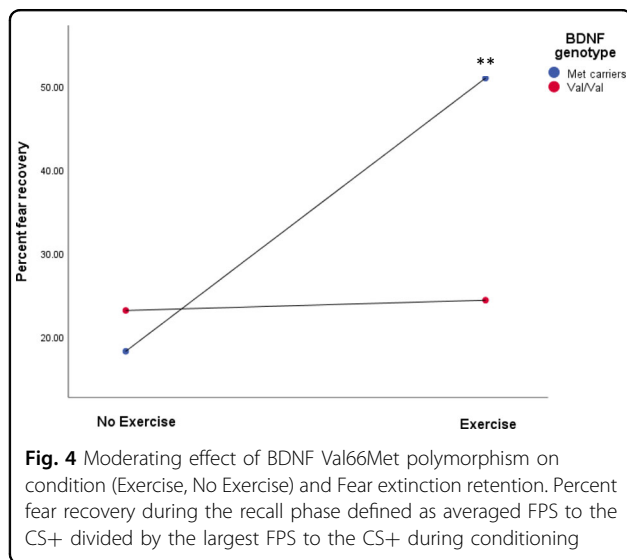 BDNF
genotype
Met carriers
Val/Val
**
50.00
40.00
30.00
20.00
Percent fear recovery
No Exercise
Exercise
Fig. 4 Moderating effect of BDNF Val66Met polymorphism on
condition (Exercise, No Exercise) and Fear extinction retention. Percent
fear recovery during the recall phase defined as averaged FPS to the
CS+ divided by the largest FPS to the CS+ during conditioning